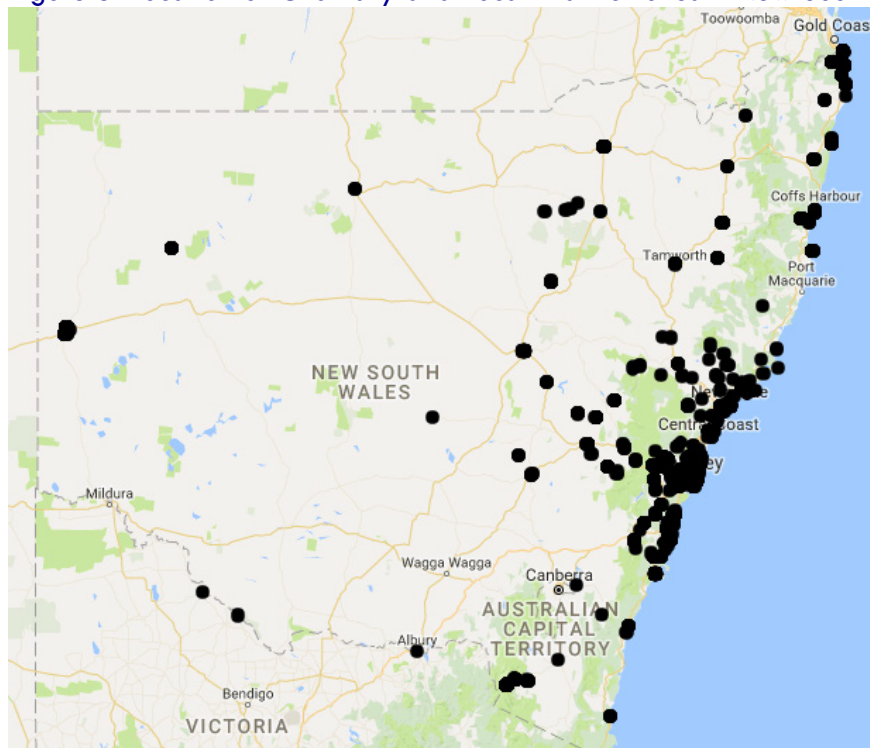 Toowoomba
Gold Coas
Coffs Harbour
Tamworth
Port
Macquarie
NEW SOUTH
WALES
Central Coast
Mildura
Wagga Wagga
Canberra
AUSTRALIAN
CAPITAL
TERRITORY
Albury
Bendigo
VICTORIA